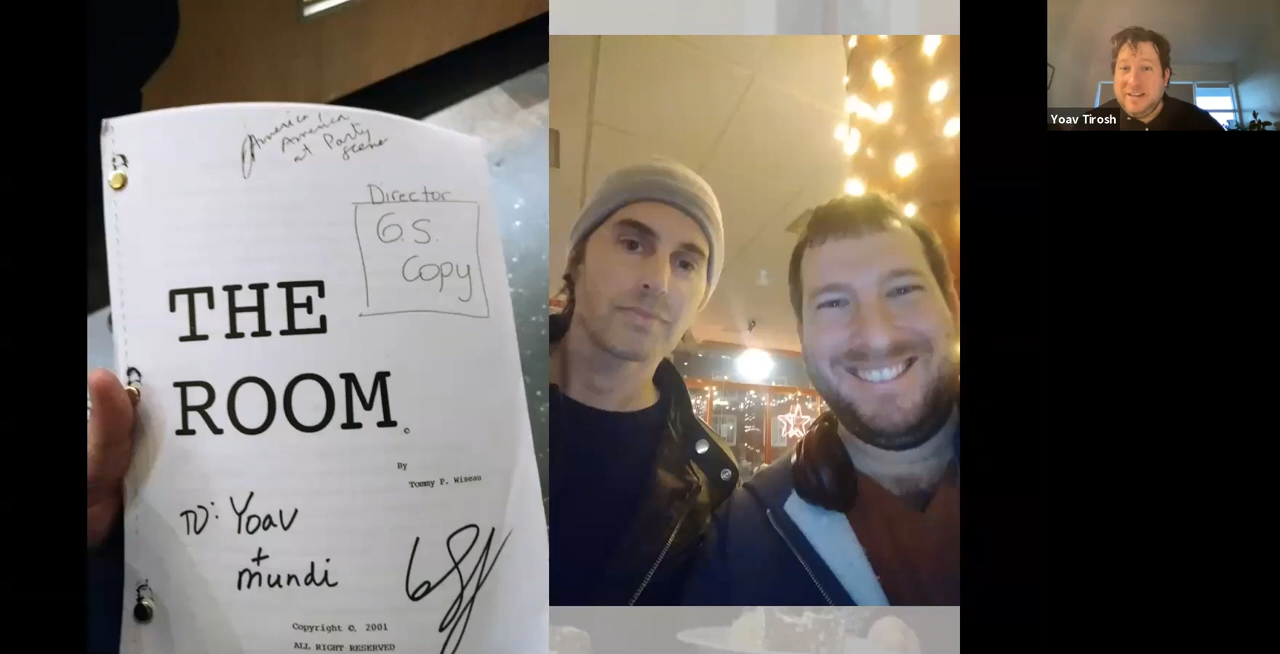 America
America
at Party
Scene
Director
G.S.
Copy
THE
ROOM
©
By
Tommy P. Wiseau
TO: Yoav
+
Mundi
Copyright ©, 2001
ALL RIGHT RESERVED
Yoav Tirosh